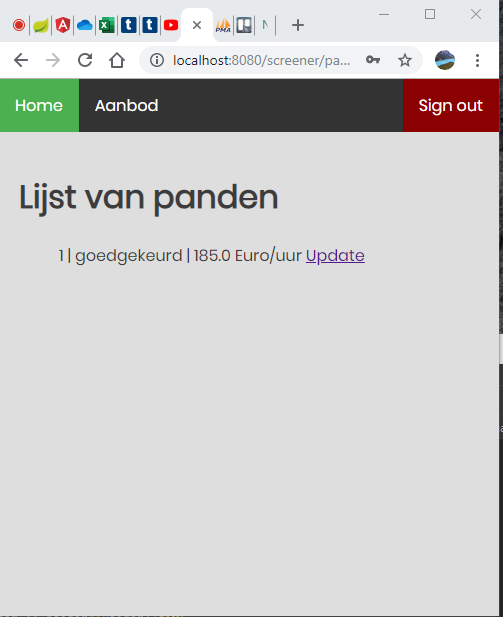 localhost:8080/screener/pa...
Home Aanbod Sign out
Lijst van panden
1 | goedgekeurd | 185.0 Euro/uur Update